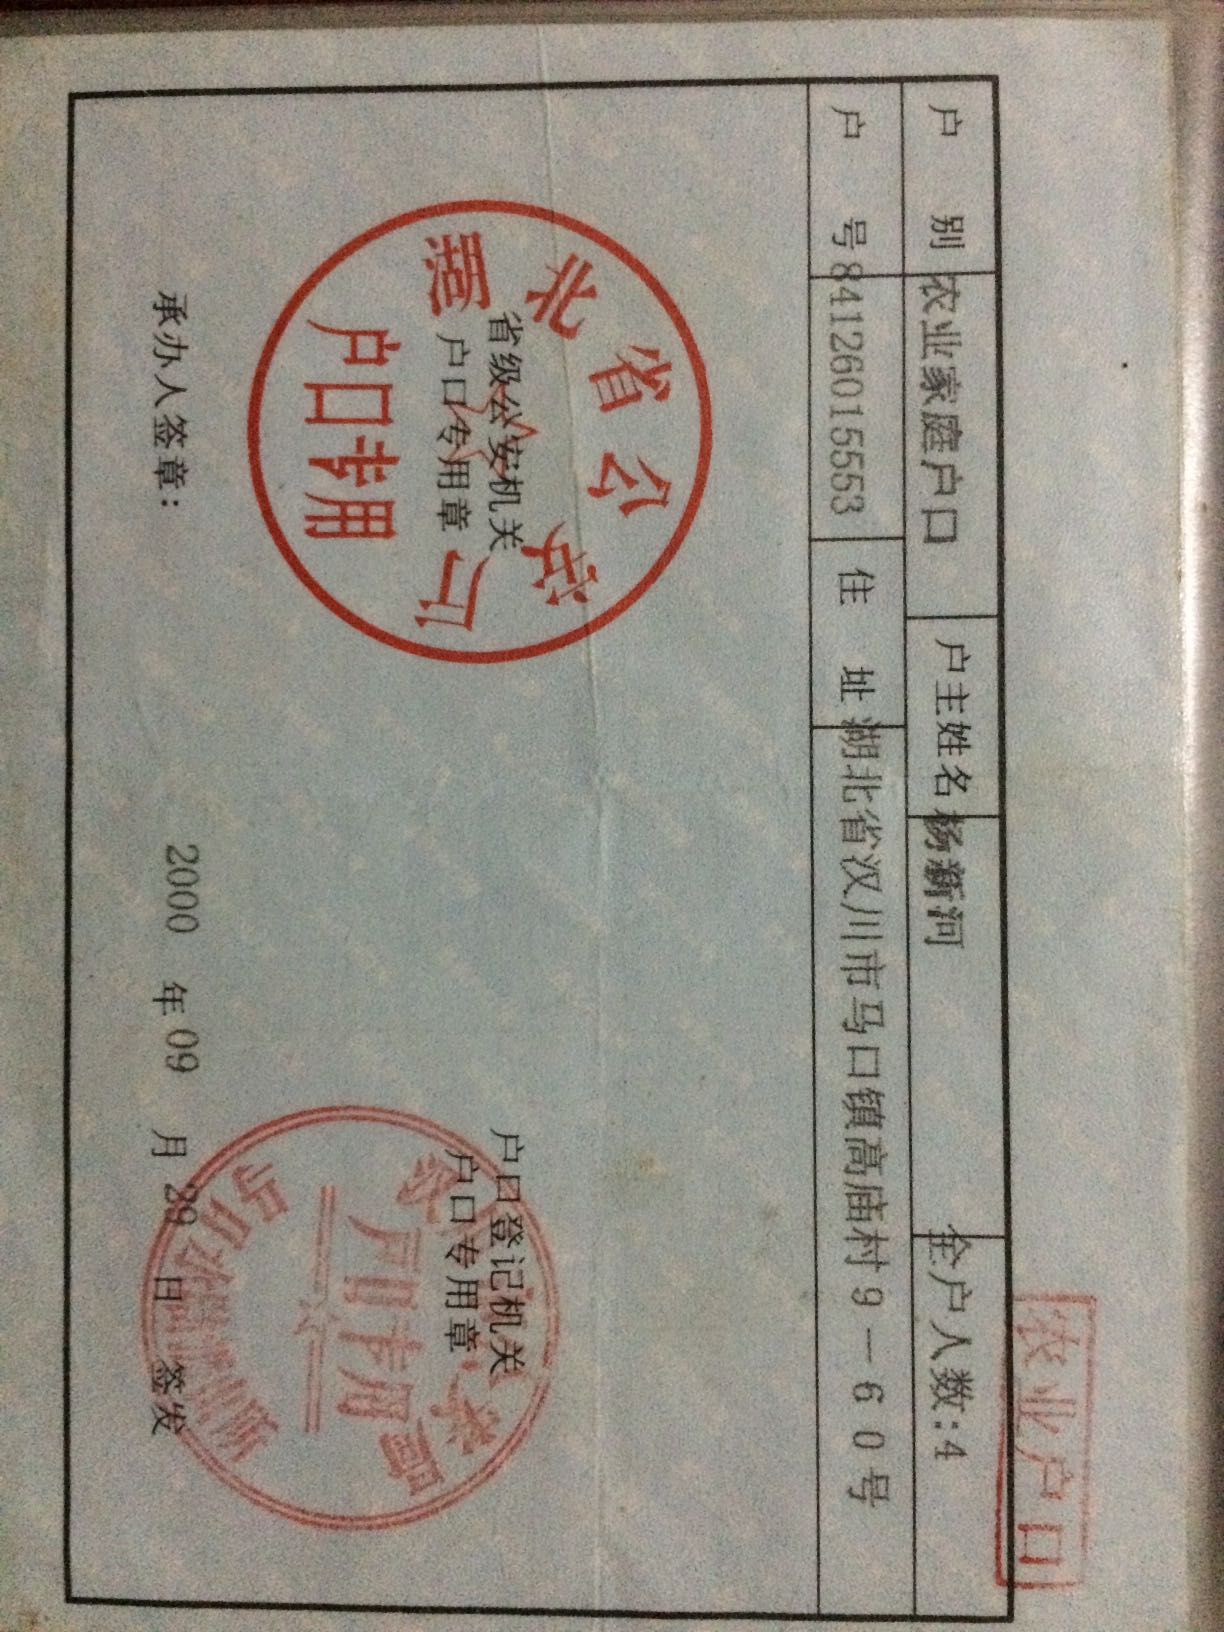 农业户口
户 别 农业家庭户口 户主姓名 杨新河 全户人数:4
户 号 84126015553 住 址 湖北省汉川市马口镇高庙村9—60号
湖北省公安厅
省级公安机关
户口专用章
户口专用
户口登记机关
户口专用章
户口专用
承办人签章: 2000 年 09 月 29 日 签发